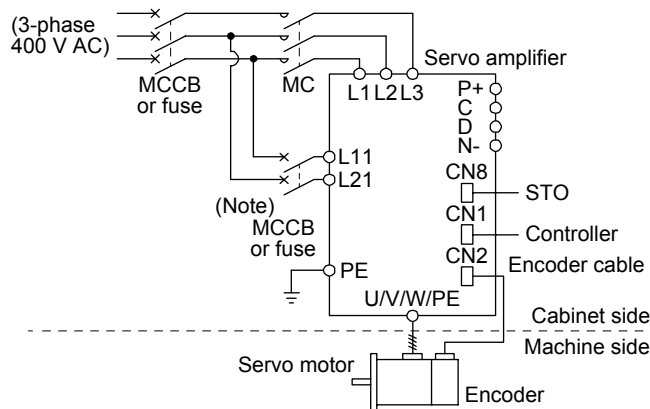 (3-phase
400 V AC)
MCCB
or fuse
MC
Servo amplifier
L1 L2 L3
P+
C
D
N-
L11
L21
(Note)
MCCB
or fuse
CN8
STO
CN1
Controller
CN2
Encoder cable
PE
U/V/W/PE
Cabinet side
Machine side
Servo motor
Encoder